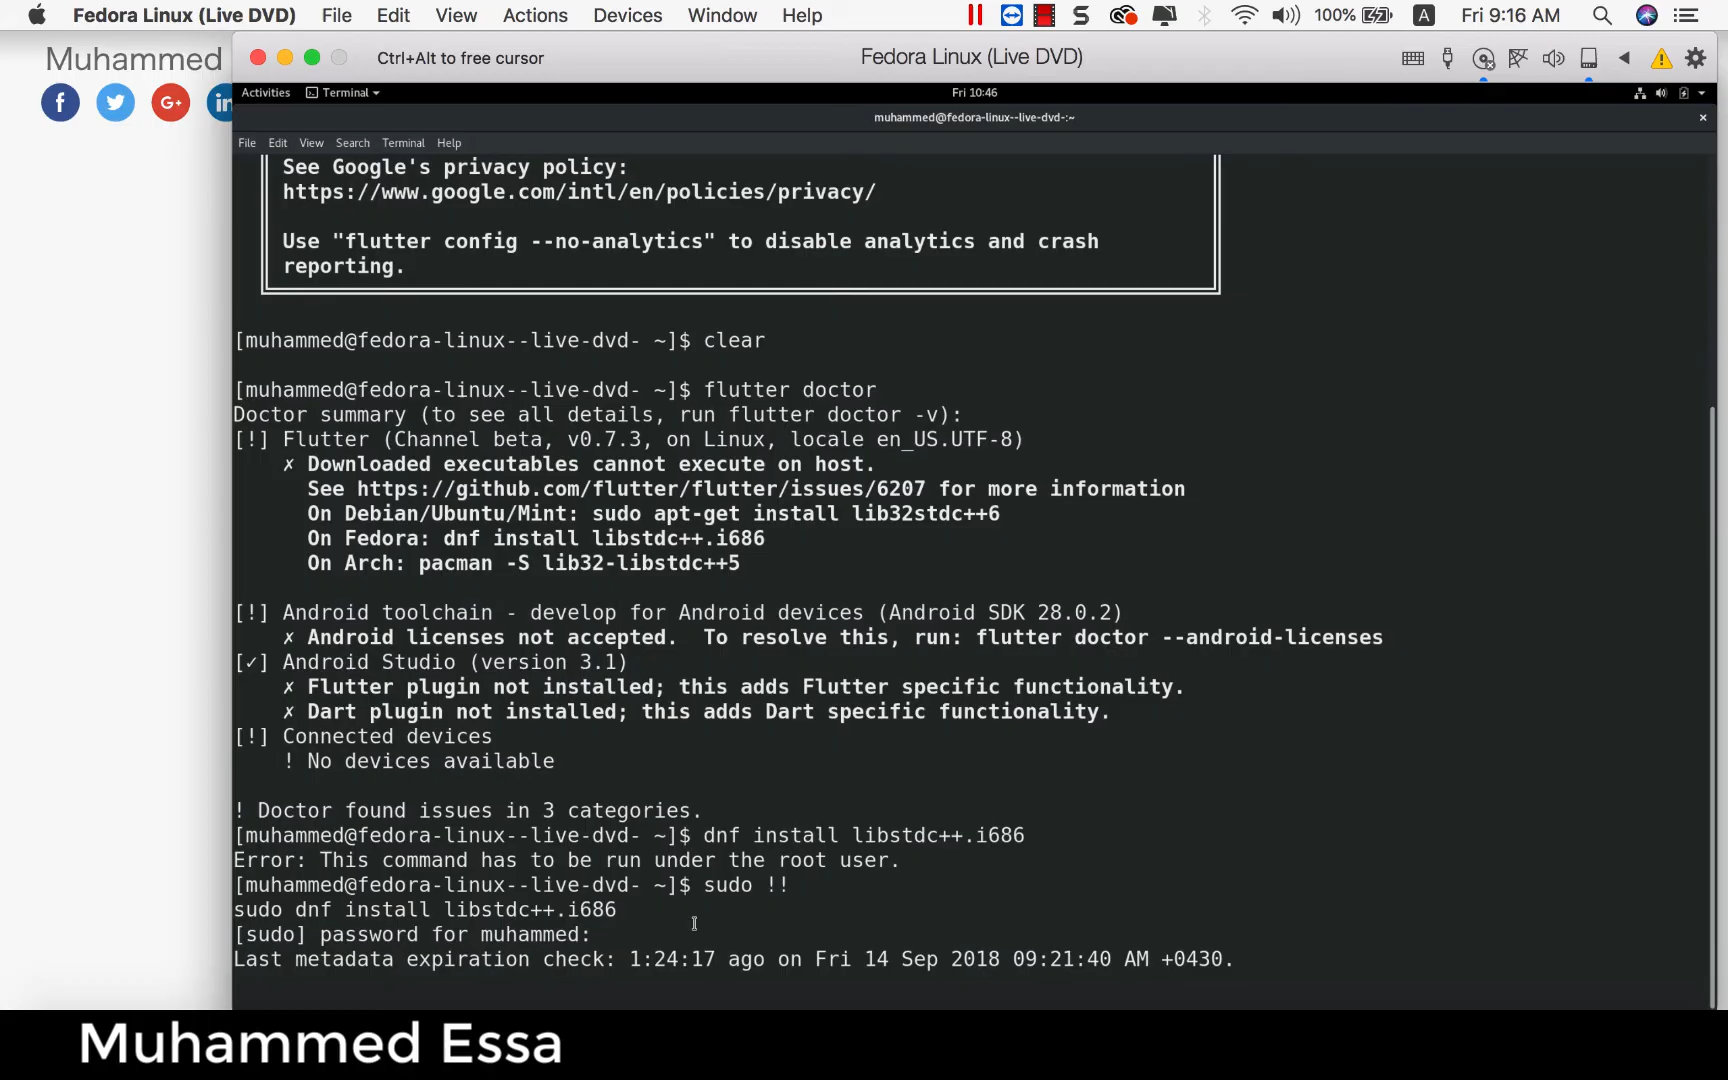 Fedora Linux (Live DVD) File Edit View Actions Devices Window Help 100% A Fri 9:16 AM
Muhammed
Ctrl+Alt to free cursor Fedora Linux (Live DVD)
f G+ in
Activities Terminal Fri 10:46
muhammed@fedora-linux--live-dvd-:~
File Edit View Search Terminal Help
See Google's privacy policy:
https://www.google.com/intl/en/policies/privacy/
Use "flutter config --no-analytics" to disable analytics and crash
reporting.
[muhammed@fedora-linux--live-dvd- ~]$ clear
[muhammed@fedora-linux--live-dvd- ~]$ flutter doctor
Doctor summary (to see all details, run flutter doctor -v):
[!] Flutter (Channel beta, v0.7.3, on Linux, locale en_US.UTF-8)
✗ Downloaded executables cannot execute on host.
See https://github.com/flutter/flutter/issues/6207 for more information
On Debian/Ubuntu/Mint: sudo apt-get install lib32stdc++6
On Fedora: dnf install libstdc++.i686
On Arch: pacman -S lib32-libstdc++5
[!] Android toolchain - develop for Android devices (Android SDK 28.0.2)
✗ Android licenses not accepted.  To resolve this, run: flutter doctor --android-licenses
[✓] Android Studio (version 3.1)
✗ Flutter plugin not installed; this adds Flutter specific functionality.
✗ Dart plugin not installed; this adds Dart specific functionality.
[!] Connected devices
! No devices available
! Doctor found issues in 3 categories.
[muhammed@fedora-linux--live-dvd- ~]$ dnf install libstdc++.i686
Error: This command has to be run under the root user.
[muhammed@fedora-linux--live-dvd- ~]$ sudo !!
sudo dnf install libstdc++.i686
[sudo] password for muhammed:
Last metadata expiration check: 1:24:17 ago on Fri 14 Sep 2018 09:21:40 AM +0430.
Muhammed Essa